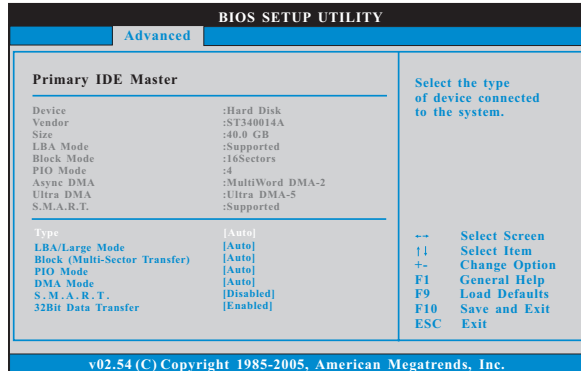 BIOS SETUP UTILITY
Advanced
Primary IDE Master
Device :Hard Disk
Vendor :ST340014A
Size :40.0 GB
LBA Mode :Supported
Block Mode :16Sectors
PIO Mode :4
Async DMA :MultiWord DMA-2
Ultra DMA :Ultra DMA-5
S.M.A.R.T. :Supported
Type [Auto]
LBA/Large Mode [Auto]
Block (Multi-Sector Transfer) [Auto]
PIO Mode [Auto]
DMA Mode [Auto]
S.M.A.R.T. [Disabled]
32Bit Data Transfer [Enabled]
Select the type
of device connected
to the system.
←→ Select Screen
↑↓ Select Item
+- Change Option
F1 General Help
F9 Load Defaults
F10 Save and Exit
ESC Exit
v02.54 (C) Copyright 1985-2005, American Megatrends, Inc.